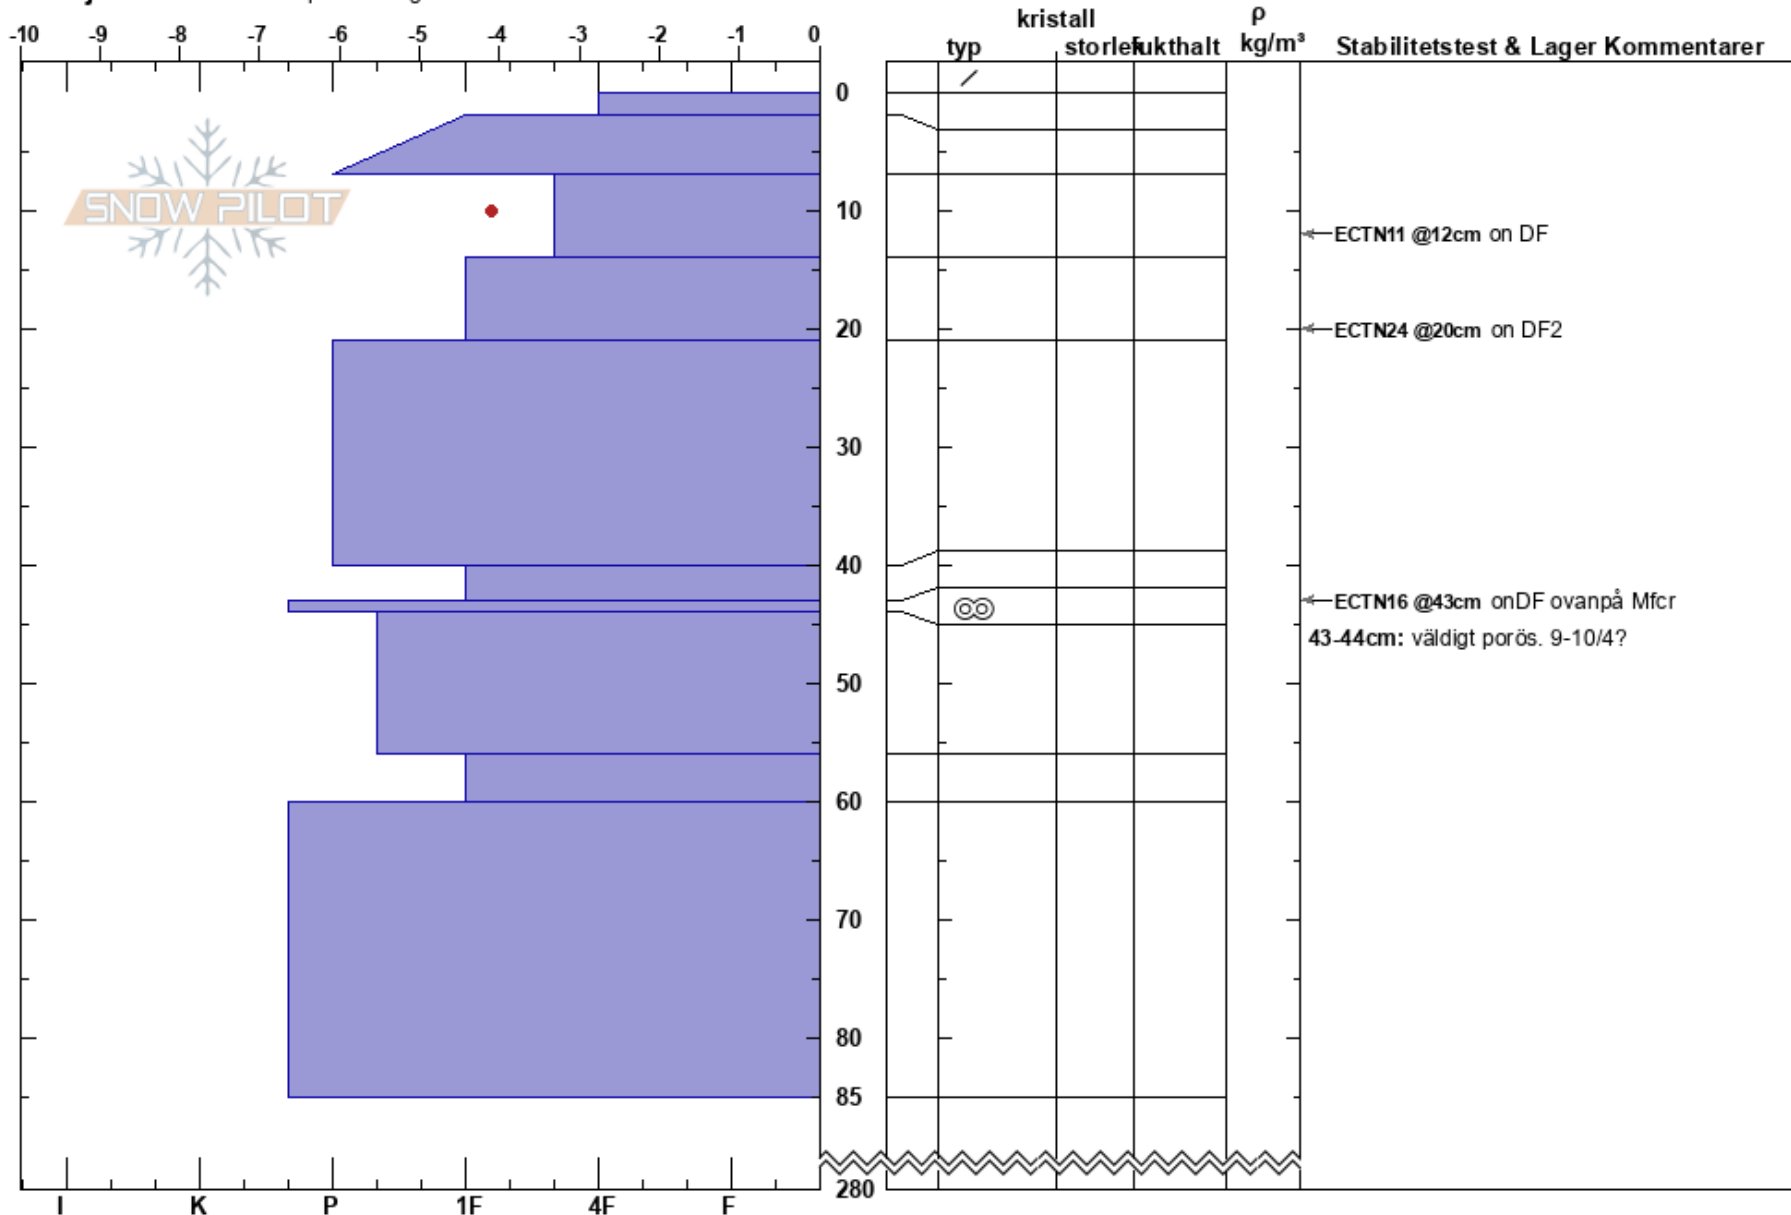 -10 -9 -8 -7 -6 -5 -4 -3 -2 -1 0
kristall ρ
typ storlek fukthalt kg/m³ Stabilitetstest & Lager Kommentarer
0
SNOW PILOT
10
ECTN11 @12cm on DF
20
ECTN24 @20cm on DF2
30
40
ECTN16 @43cm onDF ovanpå Mfcr
43-44cm: väldigt porös. 9-10/4?
50
60
70
80
85
280
I K P 1F 4F F